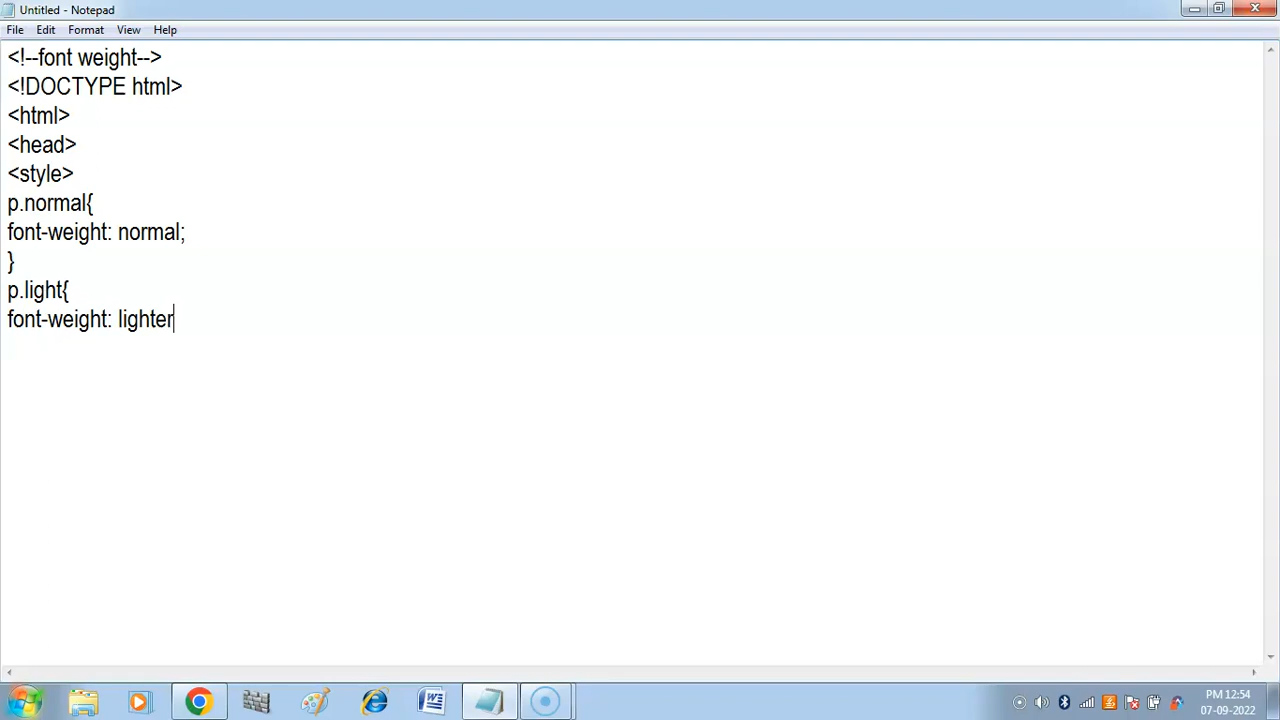 Untitled - Notepad
File Edit Format View Help
<!--font weight-->
<!DOCTYPE html>
<html>
<head>
<style>
p.normal{
font-weight: normal;
}
p.light{
font-weight: lighter
PM 12:54
07-09-2022